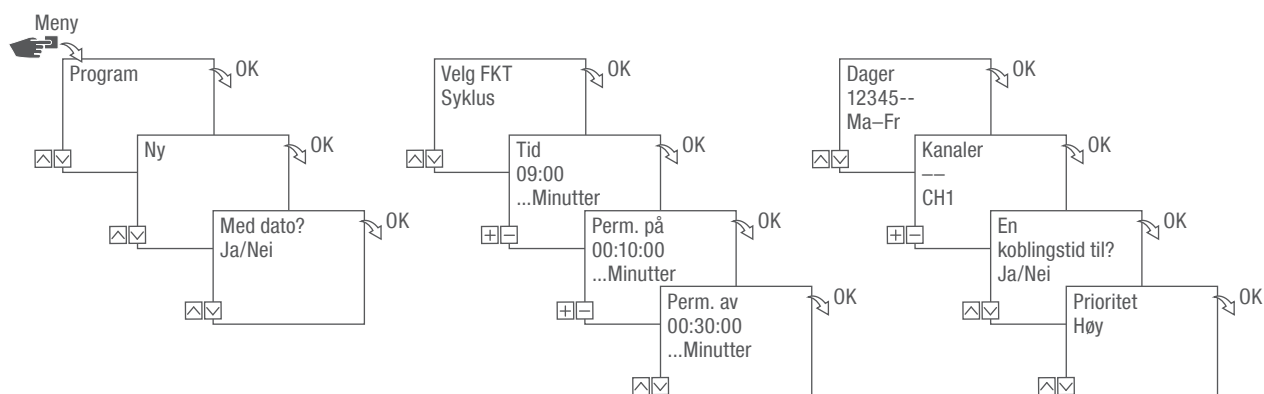 Meny
Program
OK
Ny
OK
Med dato?
Ja/Nei
OK
Velg FKT
Syklus
OK
Tid
09:00
...Minutter
OK
Perm. på
00:10:00
...Minutter
OK
Perm. av
00:30:00
...Minutter
OK
Dager
12345--
Ma–Fr
OK
Kanaler
––
CH1
OK
En
koblingstid til?
Ja/Nei
OK
Prioritet
Høy
OK